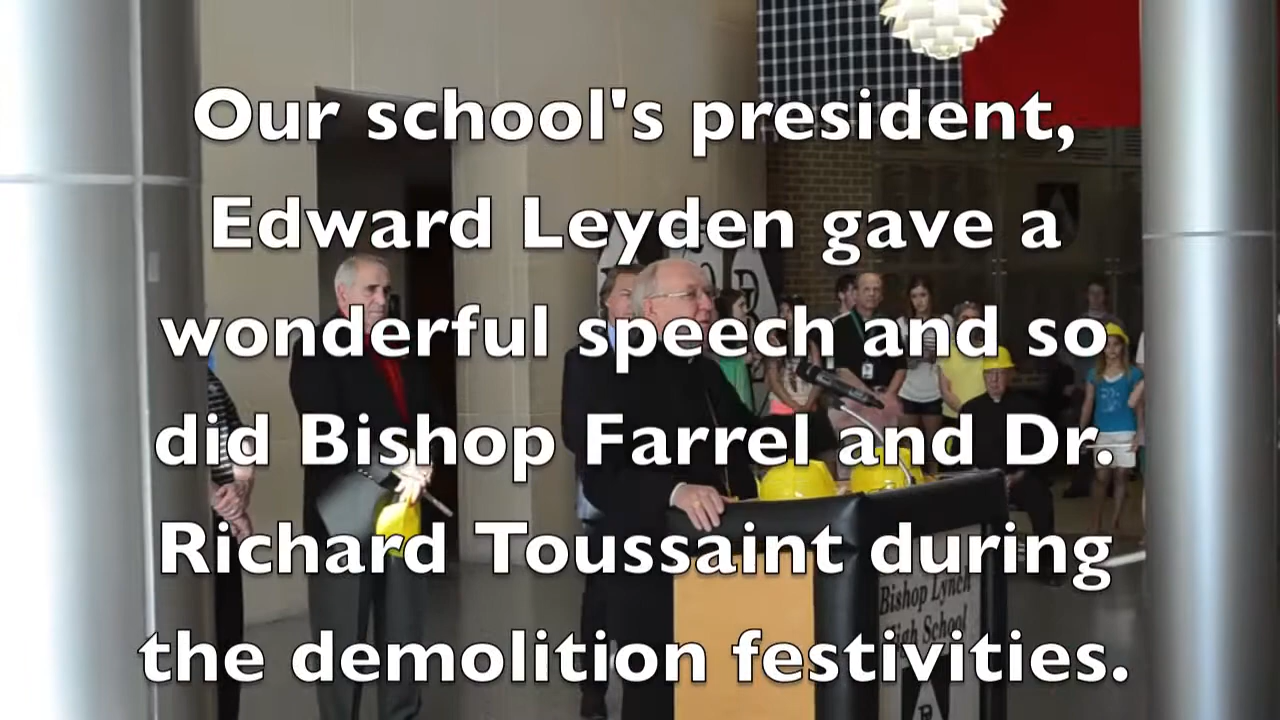 Our school's president,
Edward Leyden gave a
wonderful speech and so
did Bishop Farrel and Dr.
Richard Toussaint during
the demolition festivities.
Bishop Lynch
High School